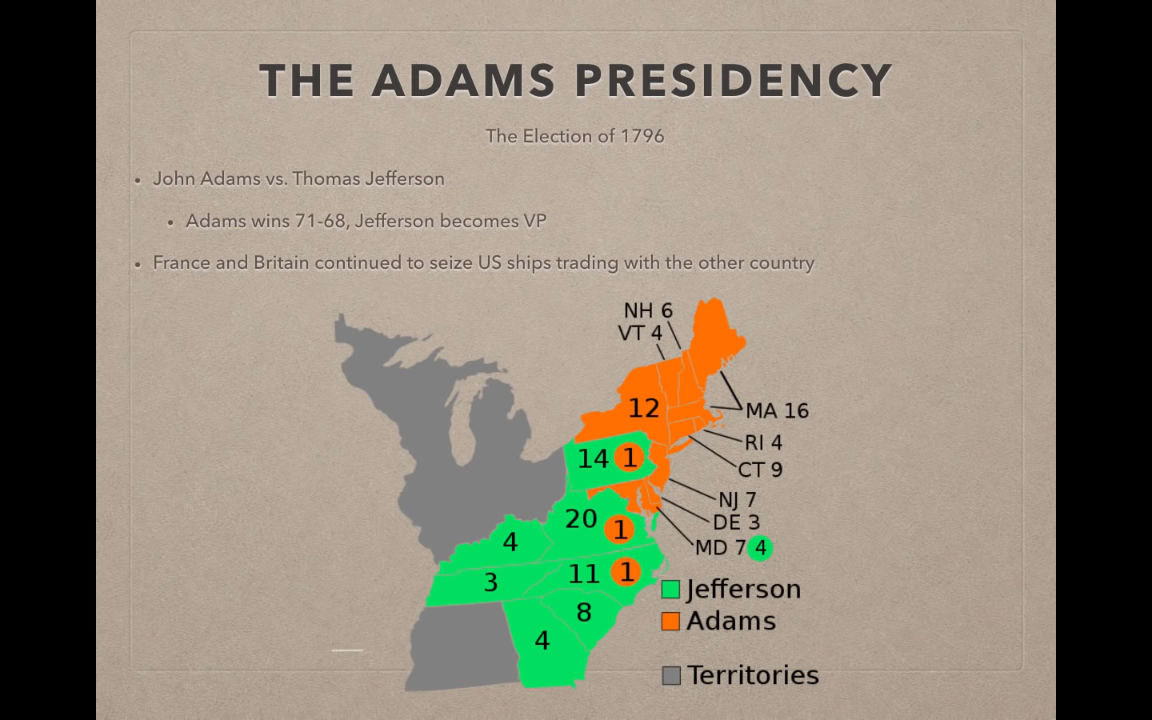 THE ADAMS PRESIDENCY
The Election of 1796
• John Adams vs. Thomas Jefferson
• Adams wins 71-68, Jefferson becomes VP
• France and Britain continued to seize US ships trading with the other country
NH 6
VT 4
12
MA 16
RI 4
14 1
CT 9
NJ 7
20 1
DE 3
4
MD 7 4
3
11 1
Jefferson
8
Adams
4
Territories